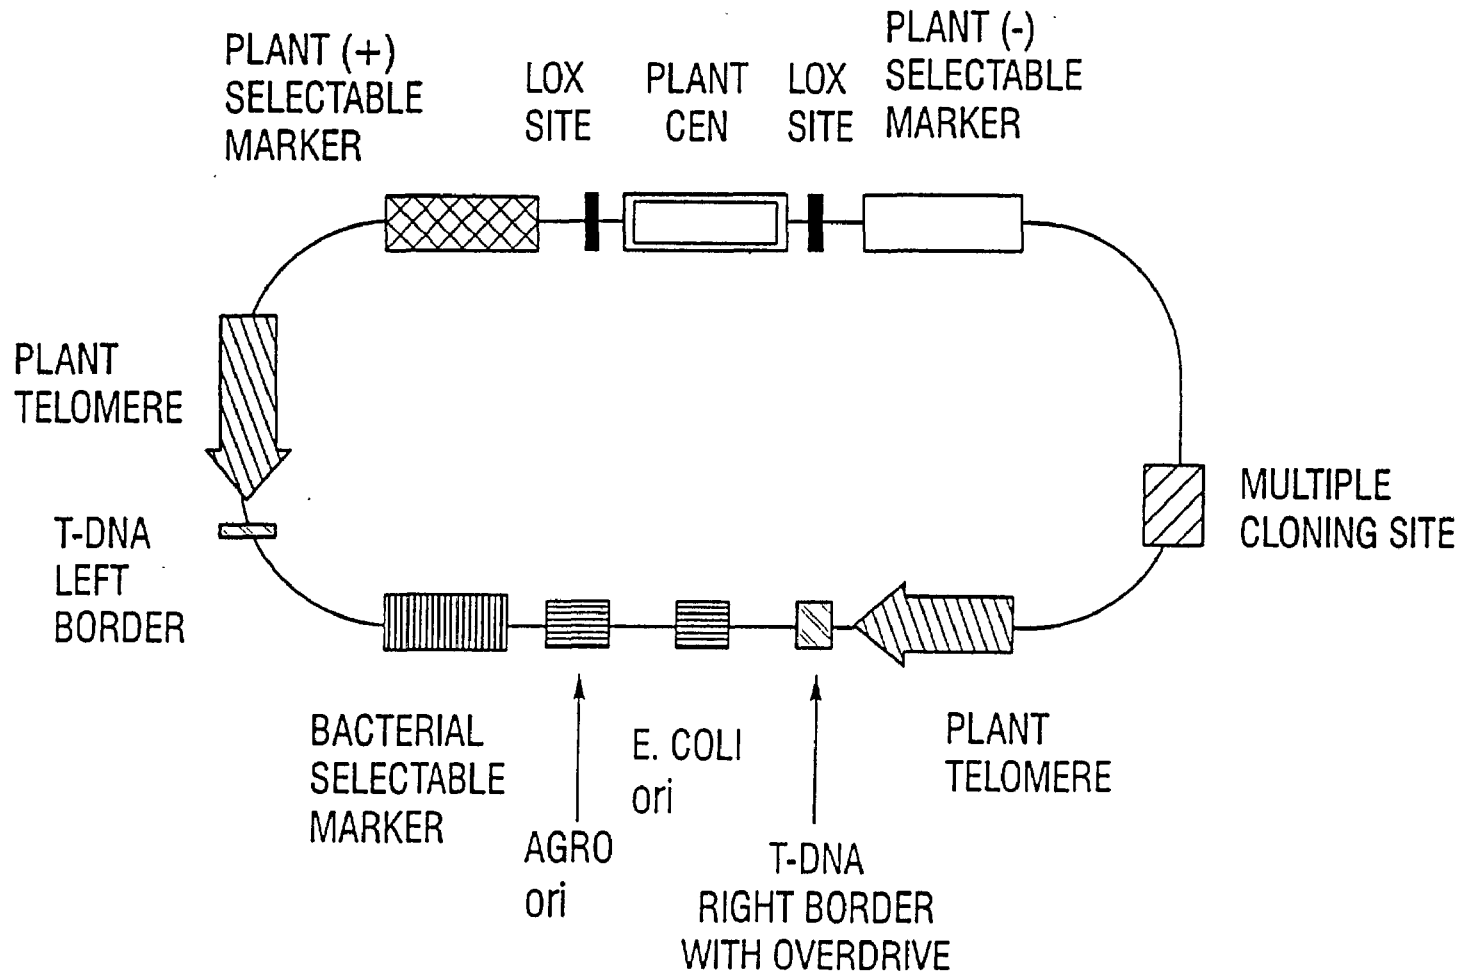 PLANT (+)
SELECTABLE
MARKER
LOX
SITE
PLANT
CEN
LOX
SITE
PLANT (-)
SELECTABLE
MARKER
PLANT
TELOMERE
T-DNA
LEFT
BORDER
MULTIPLE
CLONING SITE
BACTERIAL
SELECTABLE
MARKER
AGRO
ori
E. COLI
ori
T-DNA
RIGHT BORDER
WITH OVERDRIVE
PLANT
TELOMERE